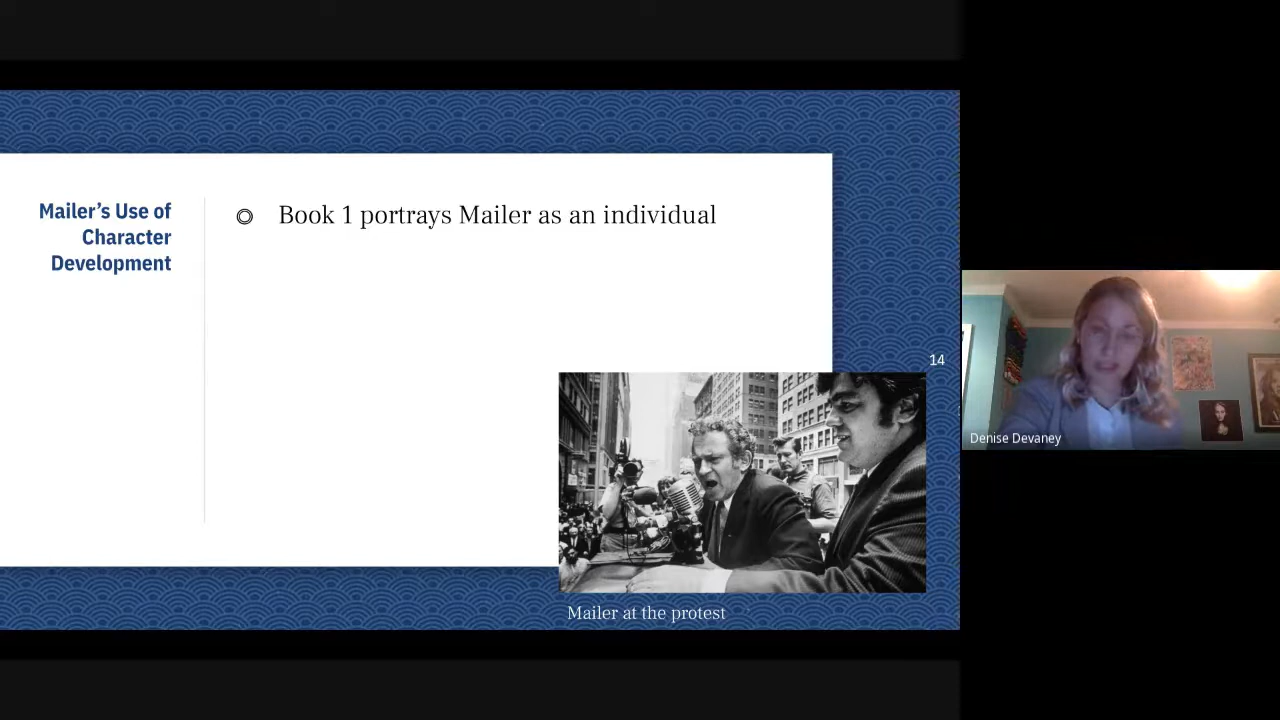 Mailer’s Use of
Character
Development
Book 1 portrays Mailer as an individual
14
Mailer at the protest
Denise Devaney